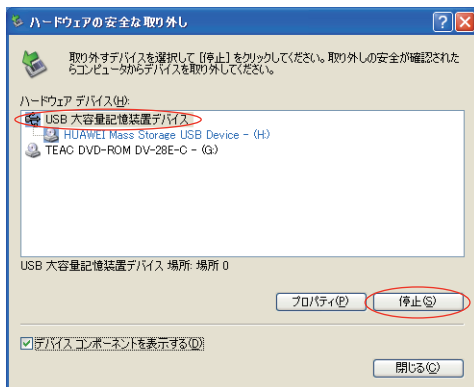 ハードウェアの安全な取り外し
取り外すデバイスを選択して [停止] をクリックしてください。取り外しの安全が確認された
らコンピュータからデバイスを取り外してください。
ハードウェア デバイス(H):
USB 大容量記憶装置デバイス
HUAWEI Mass Storage USB Device - (H:)
TEAC DVD-ROM DV-28E-C - (G:)
USB 大容量記憶装置デバイス 場所: 場所 0
プロパティ(P)
停止(S)
デバイス コンポーネントを表示する(D)
閉じる(C)